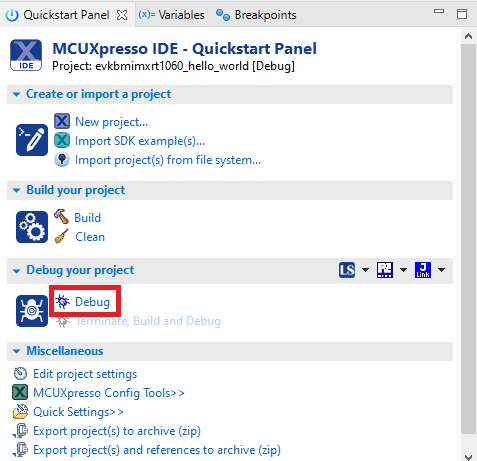 Quickstart Panel (x)= Variables Breakpoints
X
IDE
MCUXpresso IDE - Quickstart Panel
Project: evkbmimxrt1060_hello_world [Debug]
Create or import a project
New project...
Import SDK example(s)...
Import project(s) from file system...
Build your project
Build
Clean
Debug your project LS J Link
Debug
Terminate, Build and Debug
Miscellaneous
Edit project settings
MCUXpresso Config Tools>>
Quick Settings>>
Export project(s) to archive (zip)
Export project(s) and references to archive (zip)